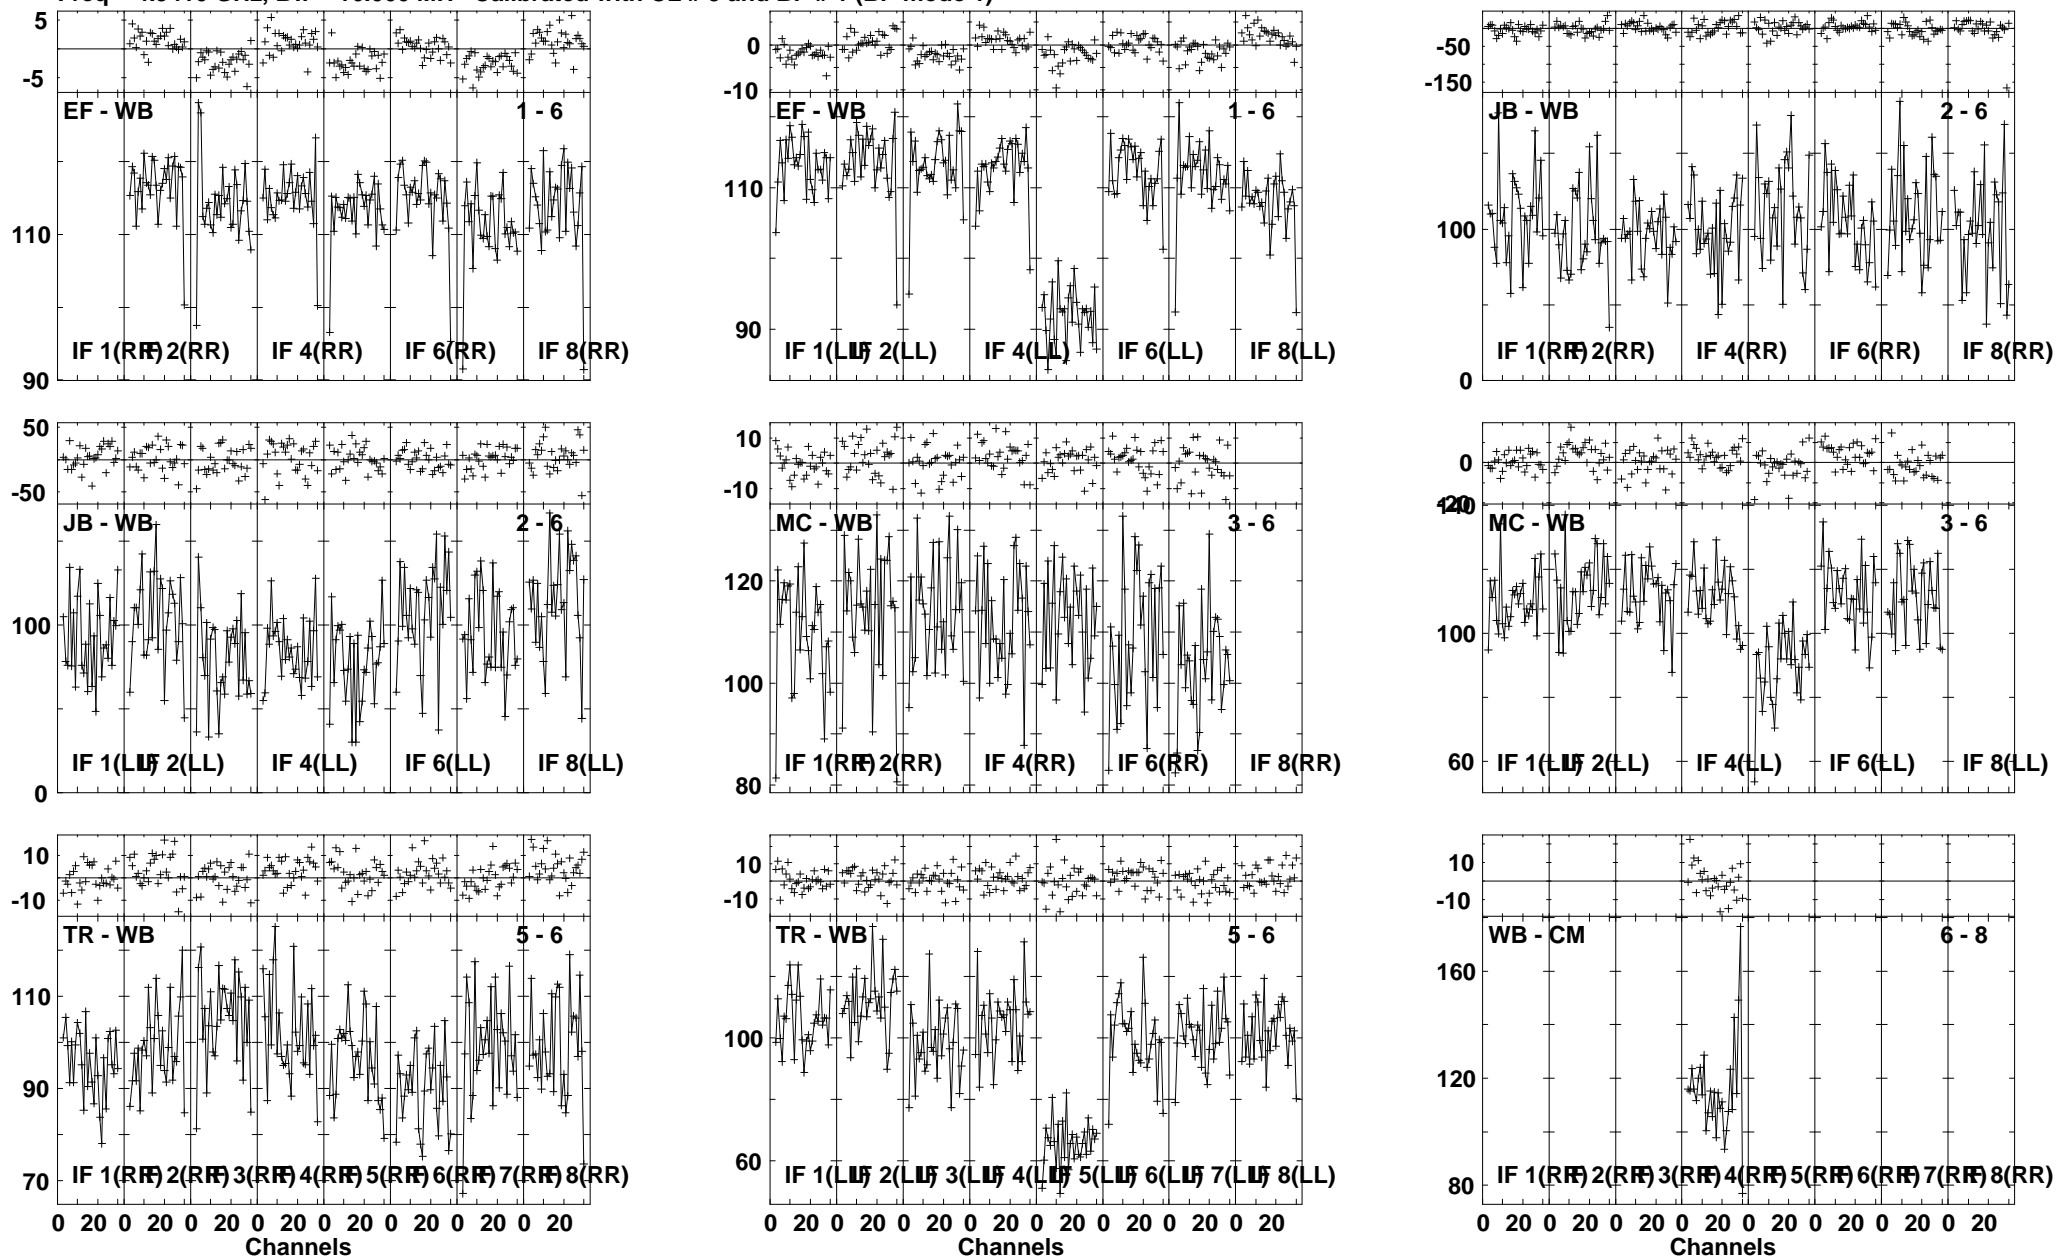 5
-5
EF - WB
1 - 6
110
90
IF 1(RR)
IF 2(RR)
IF 4(RR)
IF 6(RR)
IF 8(RR)
0
-10
EF - WB
1 - 6
110
90
IF 1(LL)
IF 2(LL)
IF 4(LL)
IF 6(LL)
IF 8(LL)
-50
-150
JB - WB
2 - 6
100
0
IF 1(RR)
IF 2(RR)
IF 4(RR)
IF 6(RR)
IF 8(RR)
50
-50
JB - WB
2 - 6
100
0
IF 1(LL)
IF 2(LL)
IF 4(LL)
IF 6(LL)
IF 8(LL)
10
-10
MC - WB
3 - 6
120
100
80
IF 1(RR)
IF 2(RR)
IF 4(RR)
IF 6(RR)
IF 8(RR)
0
-20
140
MC - WB
3 - 6
100
60
IF 1(LL)
IF 2(LL)
IF 4(LL)
IF 6(LL)
IF 8(LL)
10
-10
TR - WB
5 - 6
110
90
70
IF 1(RR)
IF 2(RR)
IF 3(RR)
IF 4(RR)
IF 5(RR)
IF 6(RR)
IF 7(RR)
IF 8(RR)
0 20 0 20 0 20 0 20 0 20 0 20 0 20 0 20
Channels
10
-10
TR - WB
5 - 6
100
60
IF 1(LL)
IF 2(LL)
IF 3(LL)
IF 4(LL)
IF 5(LL)
IF 6(LL)
IF 7(LL)
IF 8(LL)
0 20 0 20 0 20 0 20 0 20 0 20 0 20 0 20
Channels
10
-10
WB - CM
6 - 8
160
120
80
IF 1(RR)
IF 2(RR)
IF 3(RR)
IF 4(RR)
IF 5(RR)
IF 6(RR)
IF 7(RR)
IF 8(RR)
0 20 0 20 0 20 0 20 0 20 0 20 0 20 0 20
Channels